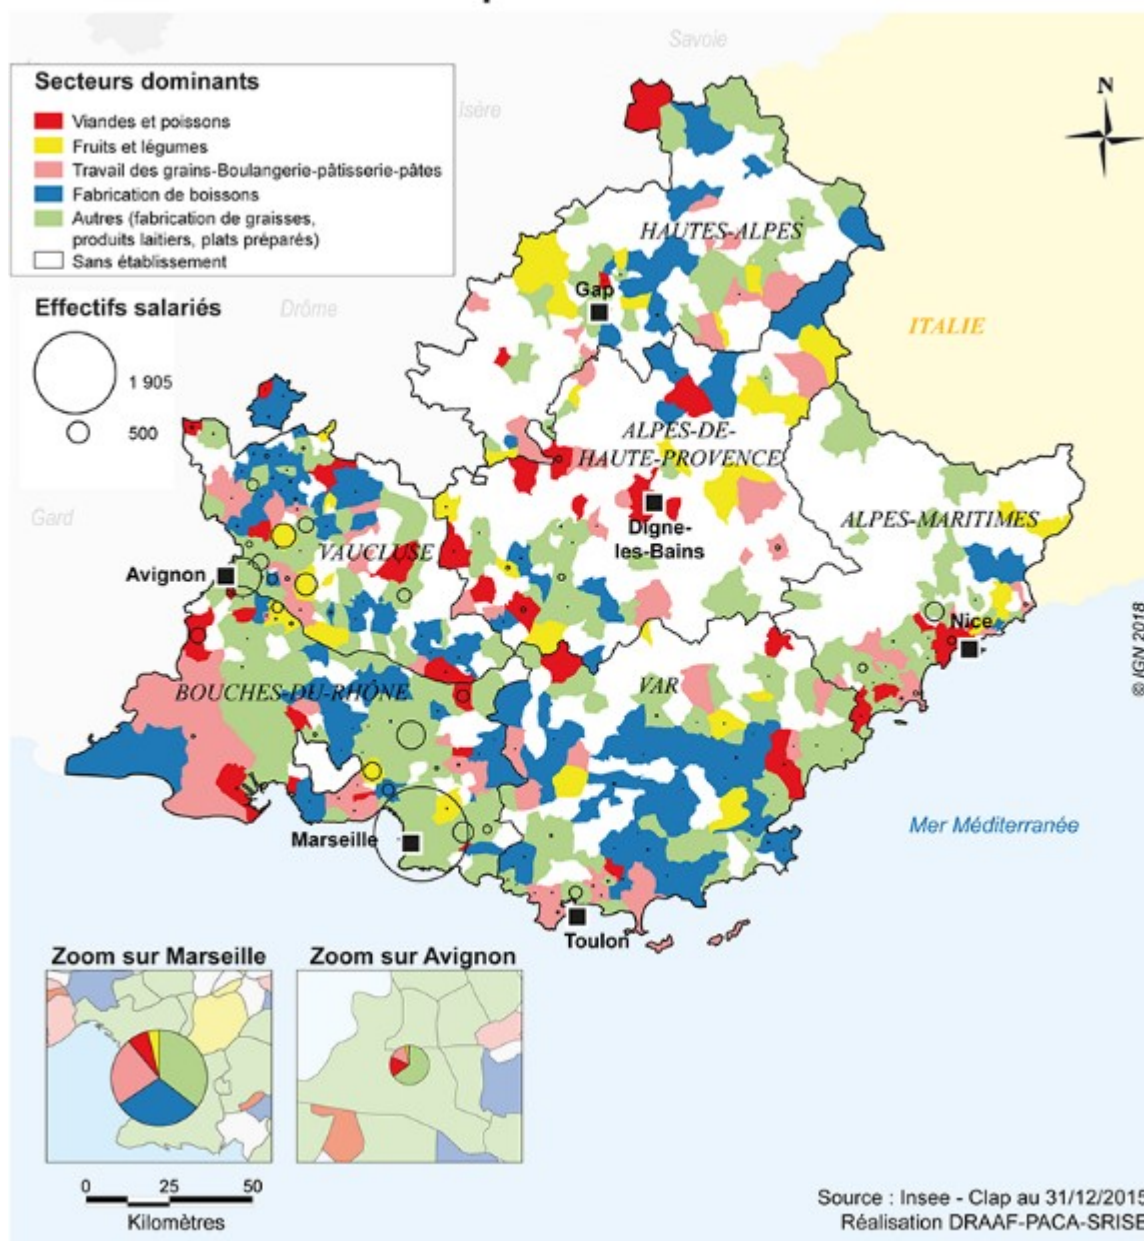 Savoie
Isère
Secteurs dominants
Viandes et poissons
Fruits et légumes
Travail des grains-Boulangerie-pâtisserie-pâtes
Fabrication de boissons
Autres (fabrication de graisses,
produits laitiers, plats préparés)
Sans établissement
N
HAUTES-ALPES
Effectifs salariés
1 905
500
Drôme
Gap
ITALIE
Gard
ALPES-DE-
HAUTE-PROVENCE
ALPES-MARITIMES
Digne-
les-Bains
VAUCLUSE
Avignon
Nice
© IGN 2018
BOUCHES-DU-RHÔNE
VAR
Mer Méditerranée
Marseille
Toulon
Zoom sur Marseille
Zoom sur Avignon
0 25 50
Kilomètres
Source : Insee - Clap au 31/12/2015
Réalisation DRAAF-PACA-SRISE